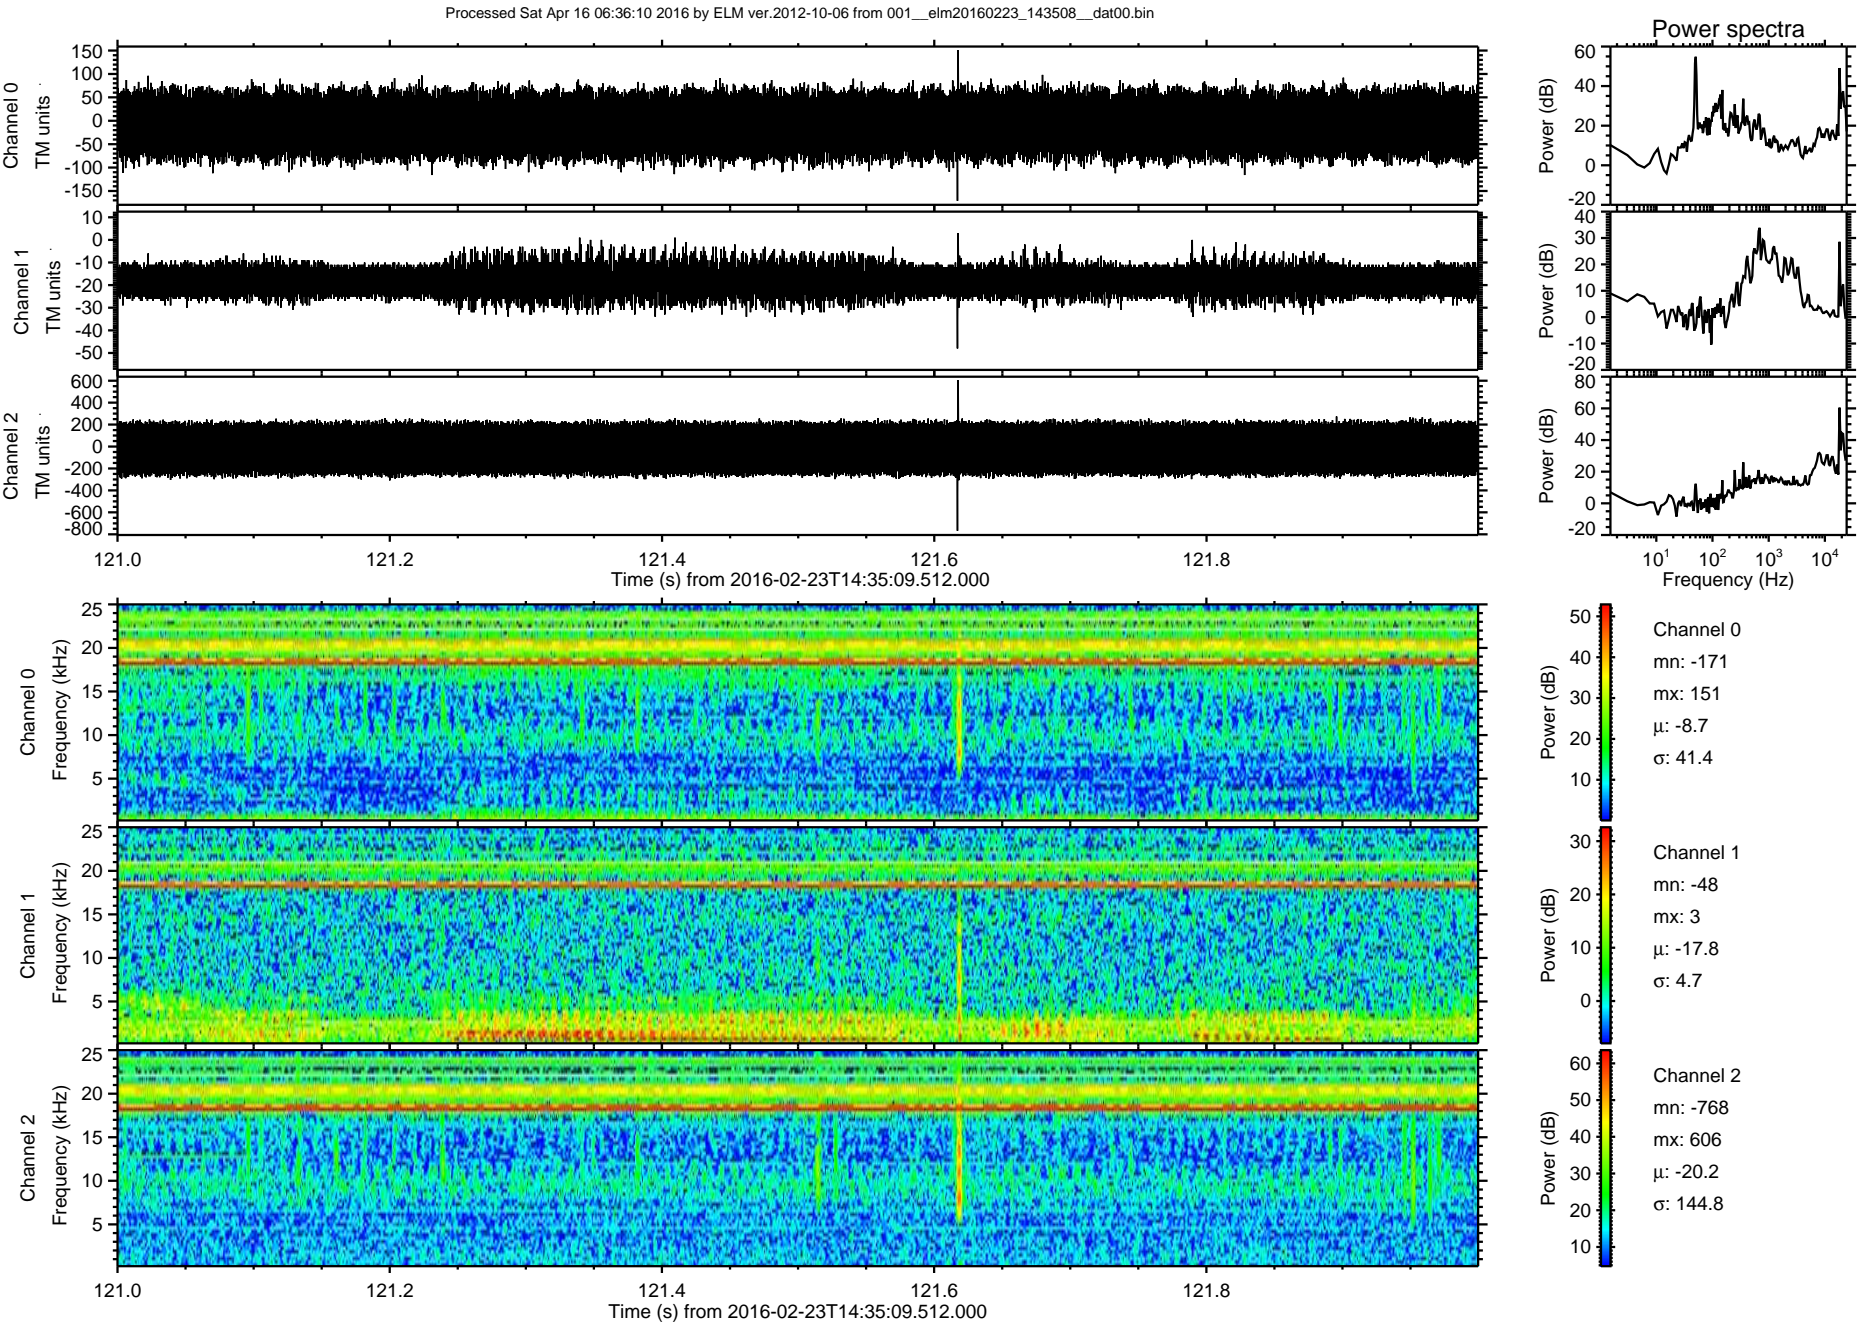 Processed Sat Apr 16 06:36:10 2016 by ELM ver.2012-10-06 from 001__elm20160223_143508__dat00.bin
Power spectra
Channel 0
TM units
150
100
50
0
-50
-100
-150
Power (dB)
60
40
20
0
-20
Channel 1
TM units
10
0
-10
-20
-30
-40
-50
Power (dB)
40
30
20
10
0
-10
-20
Channel 2
TM units
600
400
200
0
-200
-400
-600
-800
Power (dB)
80
60
40
20
0
-20
121.0 121.2 121.4 121.6 121.8
Time (s) from 2016-02-23T14:35:09.512.000
10^1 10^2 10^3 10^4
Frequency (Hz)
Channel 0
Frequency (kHz)
25
20
15
10
5
Power (dB)
50
40
30
20
10
Channel 0
mn: -171
mx: 151
μ: -8.7
σ: 41.4
Channel 1
Frequency (kHz)
25
20
15
10
5
Power (dB)
30
20
10
0
Channel 1
mn: -48
mx: 3
μ: -17.8
σ: 4.7
Channel 2
Frequency (kHz)
25
20
15
10
5
Power (dB)
60
50
40
30
20
10
Channel 2
mn: -768
mx: 606
μ: -20.2
σ: 144.8
121.0 121.2 121.4 121.6 121.8
Time (s) from 2016-02-23T14:35:09.512.000